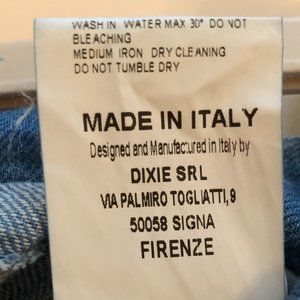 WASH IN WATER MAX 30° DO NOT
BLEACHING
MEDIUM IRON DRY CLEANING
DO NOT TUMBLE DRY
MADE IN ITALY
Designed and Manufactured in Italy by
DIXIE SRL
VIA PALMIRO TOGLIATTI,9
50058 SIGNA
FIRENZE